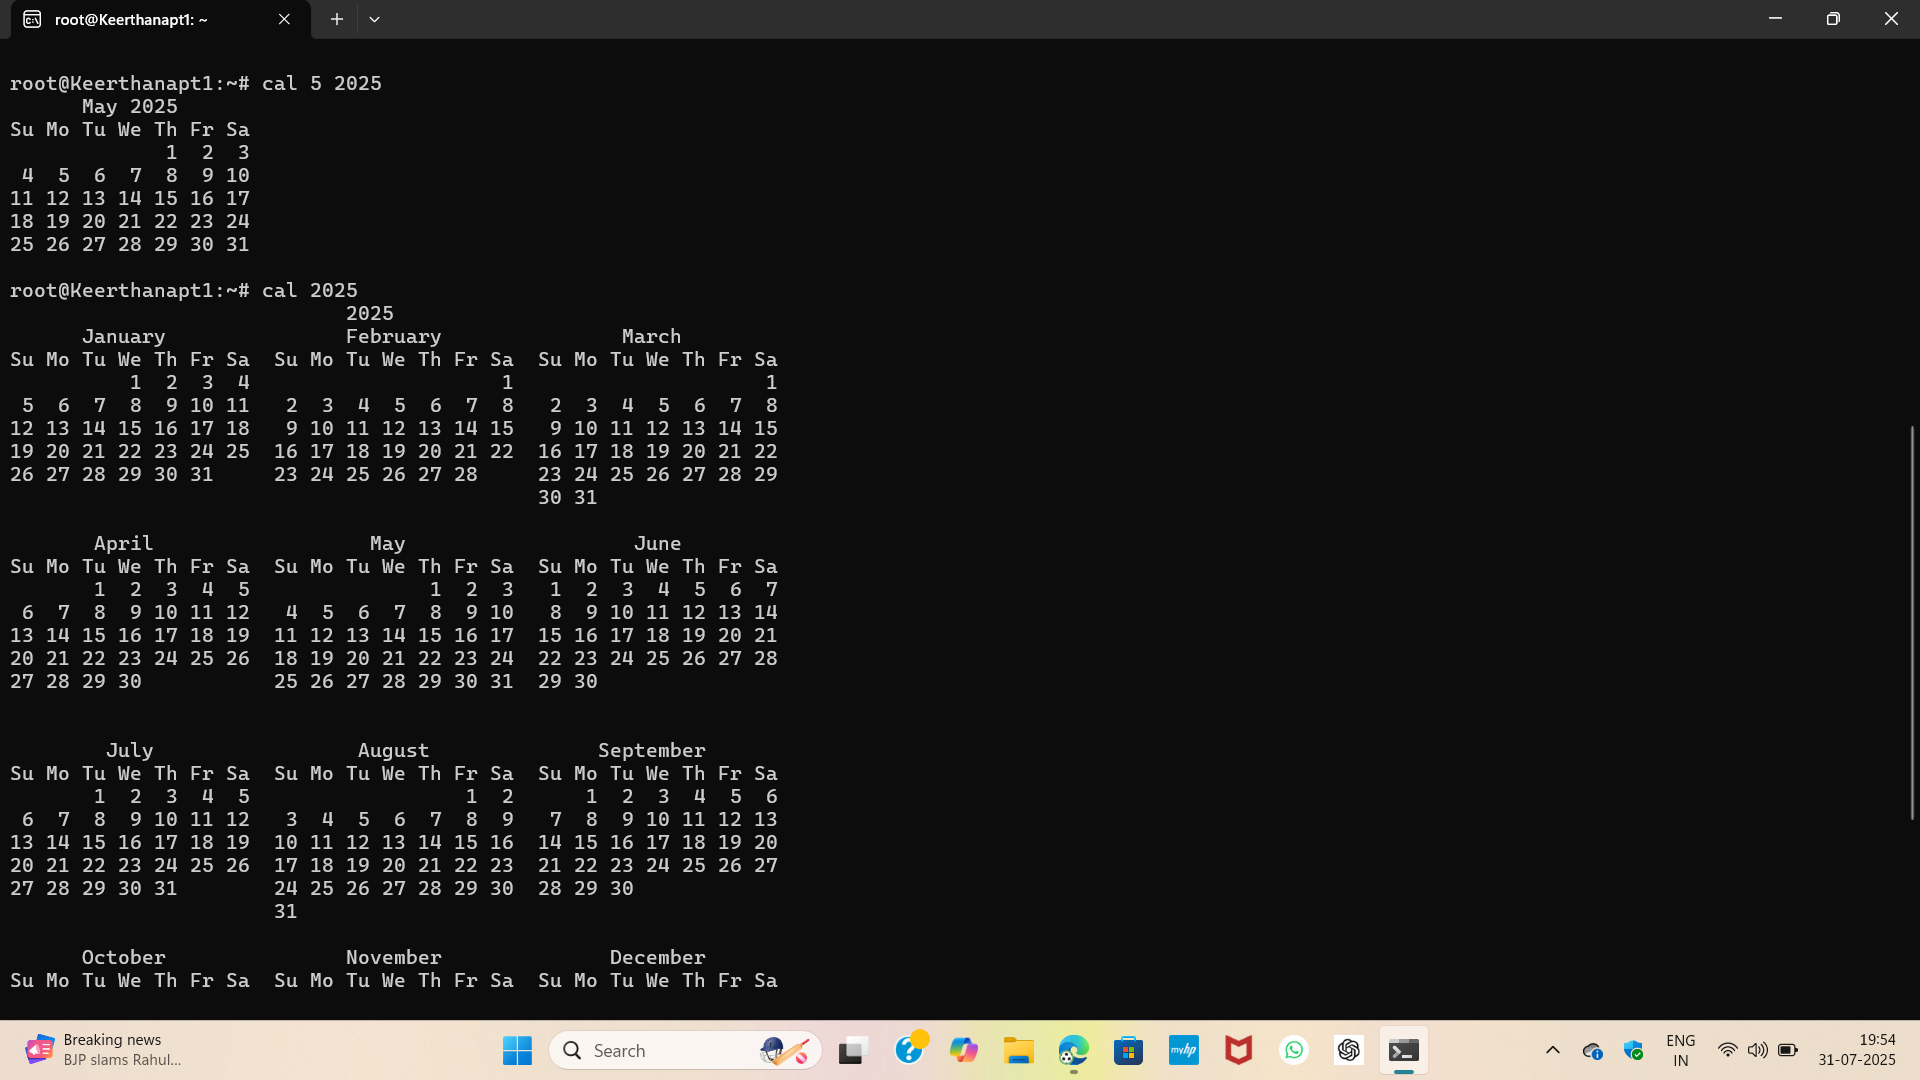 root@Keerthanapt1: ~
root@Keerthanapt1:~# cal 5 2025
      May 2025
Su Mo Tu We Th Fr Sa
             1  2  3
 4  5  6  7  8  9 10
11 12 13 14 15 16 17
18 19 20 21 22 23 24
25 26 27 28 29 30 31
root@Keerthanapt1:~# cal 2025
                            2025
      January               February               March
Su Mo Tu We Th Fr Sa  Su Mo Tu We Th Fr Sa  Su Mo Tu We Th Fr Sa
          1  2  3  4                     1                     1
 5  6  7  8  9 10 11   2  3  4  5  6  7  8   2  3  4  5  6  7  8
12 13 14 15 16 17 18   9 10 11 12 13 14 15   9 10 11 12 13 14 15
19 20 21 22 23 24 25  16 17 18 19 20 21 22  16 17 18 19 20 21 22
26 27 28 29 30 31     23 24 25 26 27 28     23 24 25 26 27 28 29
                                            30 31
       April                  May                   June
Su Mo Tu We Th Fr Sa  Su Mo Tu We Th Fr Sa  Su Mo Tu We Th Fr Sa
       1  2  3  4  5               1  2  3   1  2  3  4  5  6  7
 6  7  8  9 10 11 12   4  5  6  7  8  9 10   8  9 10 11 12 13 14
13 14 15 16 17 18 19  11 12 13 14 15 16 17  15 16 17 18 19 20 21
20 21 22 23 24 25 26  18 19 20 21 22 23 24  22 23 24 25 26 27 28
27 28 29 30           25 26 27 28 29 30 31  29 30
        July                 August              September
Su Mo Tu We Th Fr Sa  Su Mo Tu We Th Fr Sa  Su Mo Tu We Th Fr Sa
       1  2  3  4  5                  1  2      1  2  3  4  5  6
 6  7  8  9 10 11 12   3  4  5  6  7  8  9   7  8  9 10 11 12 13
13 14 15 16 17 18 19  10 11 12 13 14 15 16  14 15 16 17 18 19 20
20 21 22 23 24 25 26  17 18 19 20 21 22 23  21 22 23 24 25 26 27
27 28 29 30 31        24 25 26 27 28 29 30  28 29 30
                      31
      October               November              December
Su Mo Tu We Th Fr Sa  Su Mo Tu We Th Fr Sa  Su Mo Tu We Th Fr Sa
Breaking news
BJP slams Rahul...
Search
myhp
ENG
IN
19:54
31-07-2025